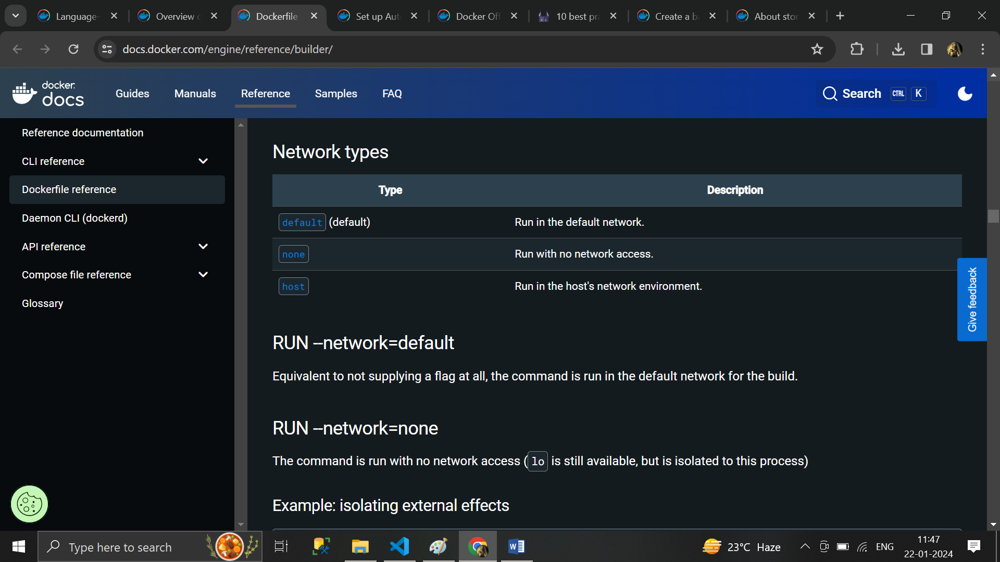 Language-
Overview c
Dockerfile
Set up Aut
Docker Off
10 best pra
Create a ba
About stor
docs.docker.com/engine/reference/builder/
docker
docs
Guides
Manuals
Reference
Samples
FAQ
Search
CTRL
K
Reference documentation
CLI reference
Dockerfile reference
Daemon CLI (dockerd)
API reference
Compose file reference
Glossary
Network types
Type Description
default (default) Run in the default network.
none Run with no network access.
host Run in the host's network environment.
RUN --network=default
Equivalent to not supplying a flag at all, the command is run in the default network for the build.
RUN --network=none
The command is run with no network access (lo is still available, but is isolated to this process)
Example: isolating external effects
Give feedback
Type here to search
23°C Haze
ENG
11:47
22-01-2024